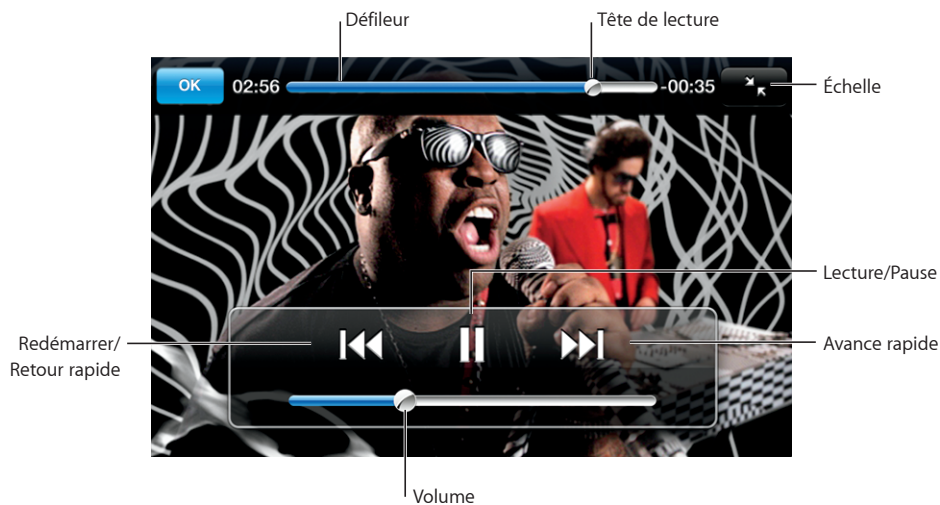 Défileur
Tête de lecture
OK
02:56
-00:35
Échelle
Lecture/Pause
Redémarrer/
Retour rapide
Avance rapide
Volume